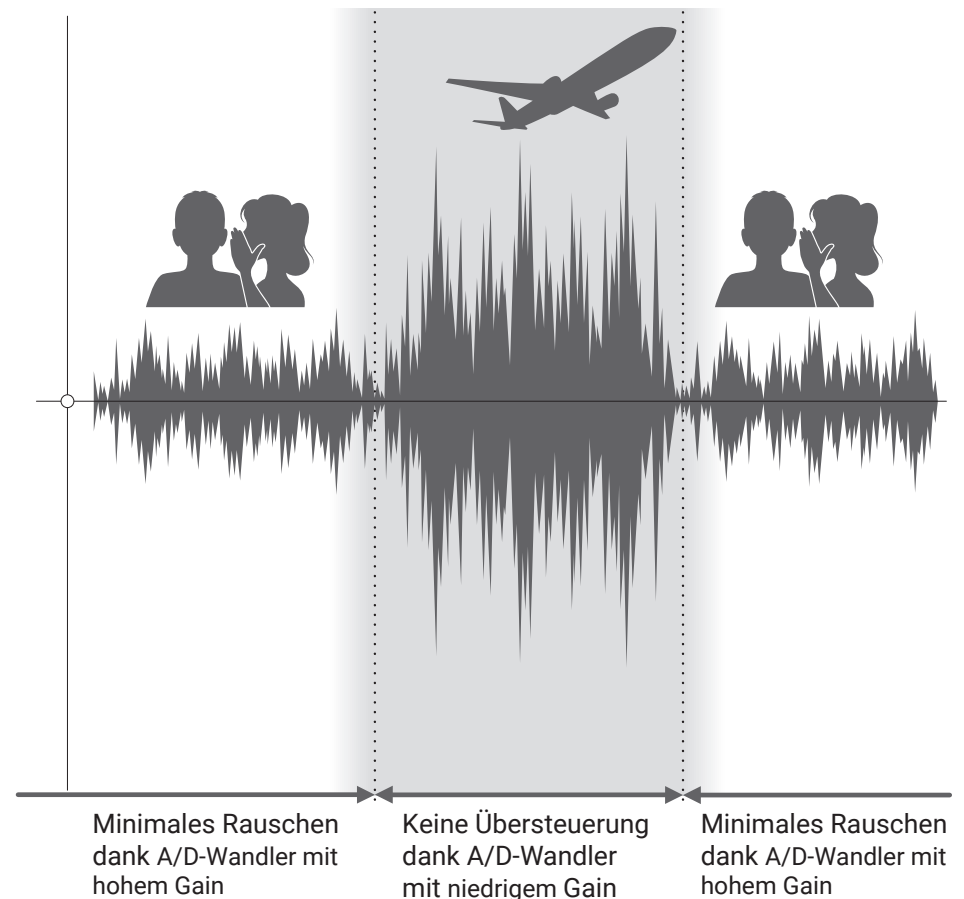 Minimales Rauschen
dank A/D-Wandler mit
hohem Gain
Keine Übersteuerung
dank A/D-Wandler
mit niedrigem Gain
Minimales Rauschen
dank A/D-Wandler mit
hohem Gain